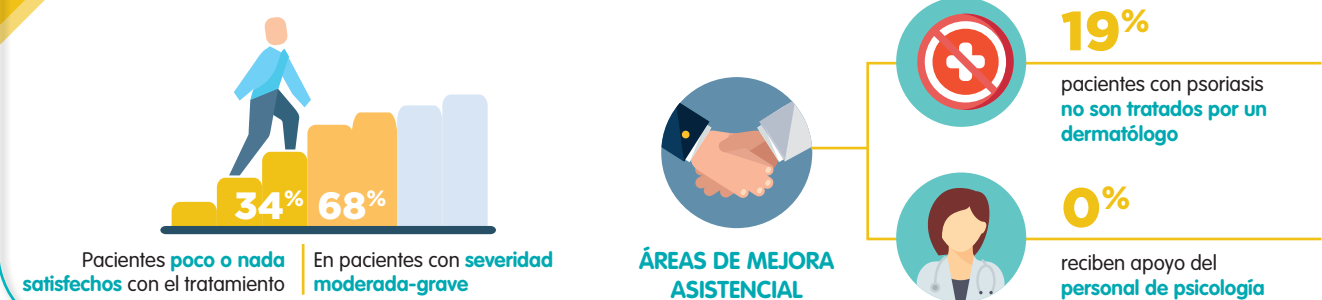 34% 68%
Pacientes poco o nada
satisfechos con el tratamiento
En pacientes con severidad
moderada-grave
ÁREAS DE MEJORA
ASISTENCIAL
19%
pacientes con psoriasis
no son tratados por un
dermatólogo
0%
reciben apoyo del
personal de psicología